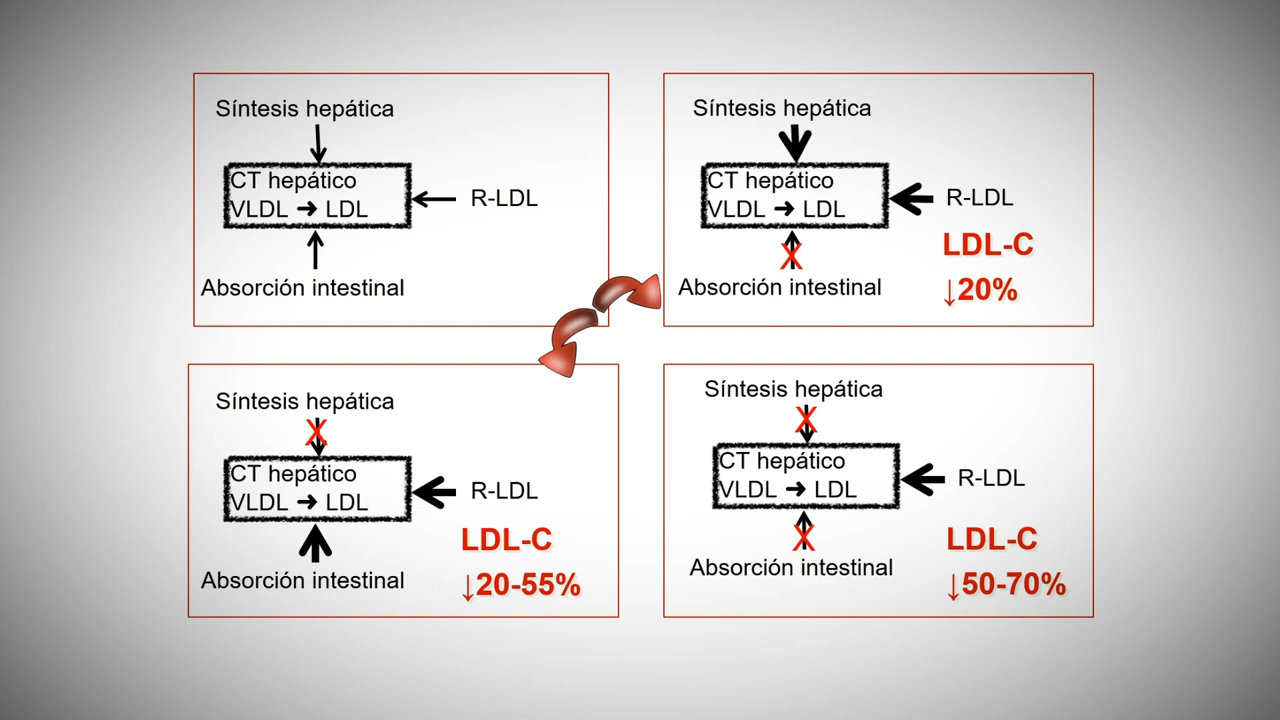 Síntesis hepática
CT hepático
VLDL → LDL
R-LDL
Absorción intestinal
Síntesis hepática
CT hepático
VLDL → LDL
R-LDL
LDL-C
↓20%
X
Absorción intestinal
Síntesis hepática
X
CT hepático
VLDL → LDL
R-LDL
LDL-C
↓20-55%
Absorción intestinal
Síntesis hepática
X
CT hepático
VLDL → LDL
R-LDL
X
LDL-C
↓50-70%
Absorción intestinal